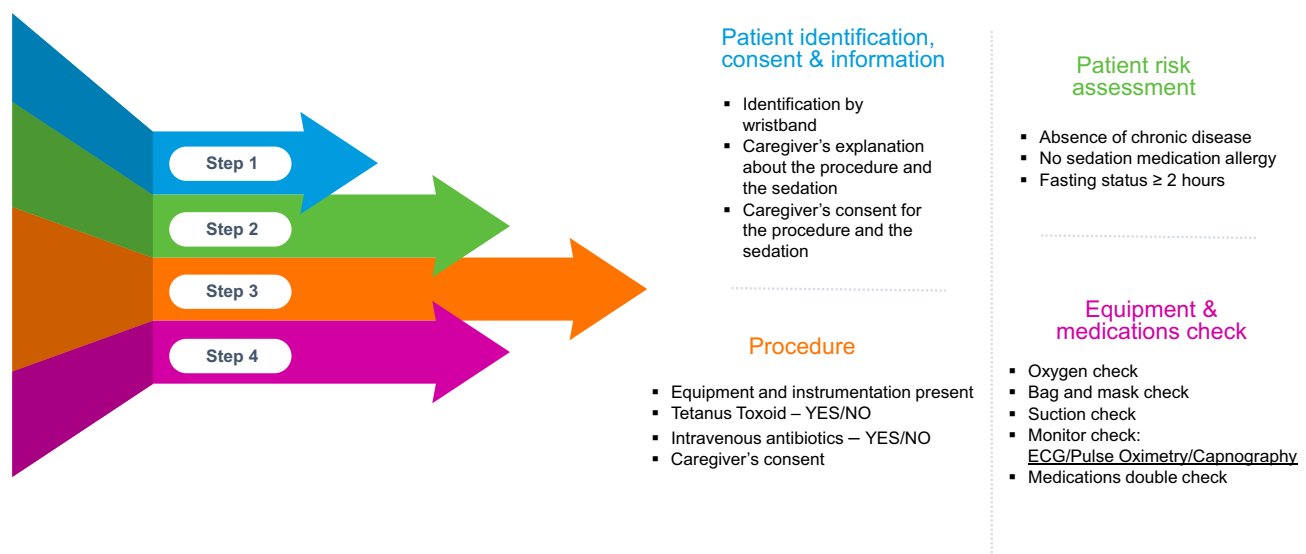 Step 1
Step 2
Step 3
Step 4
Patient identification,
consent & information
▪ Identification by
wristband
▪ Caregiver’s explanation
about the procedure and
the sedation
▪ Caregiver’s consent for
the procedure and the
sedation
Patient risk
assessment
▪ Absence of chronic disease
▪ No sedation medication allergy
▪ Fasting status ≥ 2 hours
Procedure
▪ Equipment and instrumentation present
▪ Tetanus Toxoid – YES/NO
▪ Intravenous antibiotics – YES/NO
▪ Caregiver’s consent
Equipment &
medications check
▪ Oxygen check
▪ Bag and mask check
▪ Suction check
▪ Monitor check:
ECG/Pulse Oximetry/Capnography
▪ Medications double check